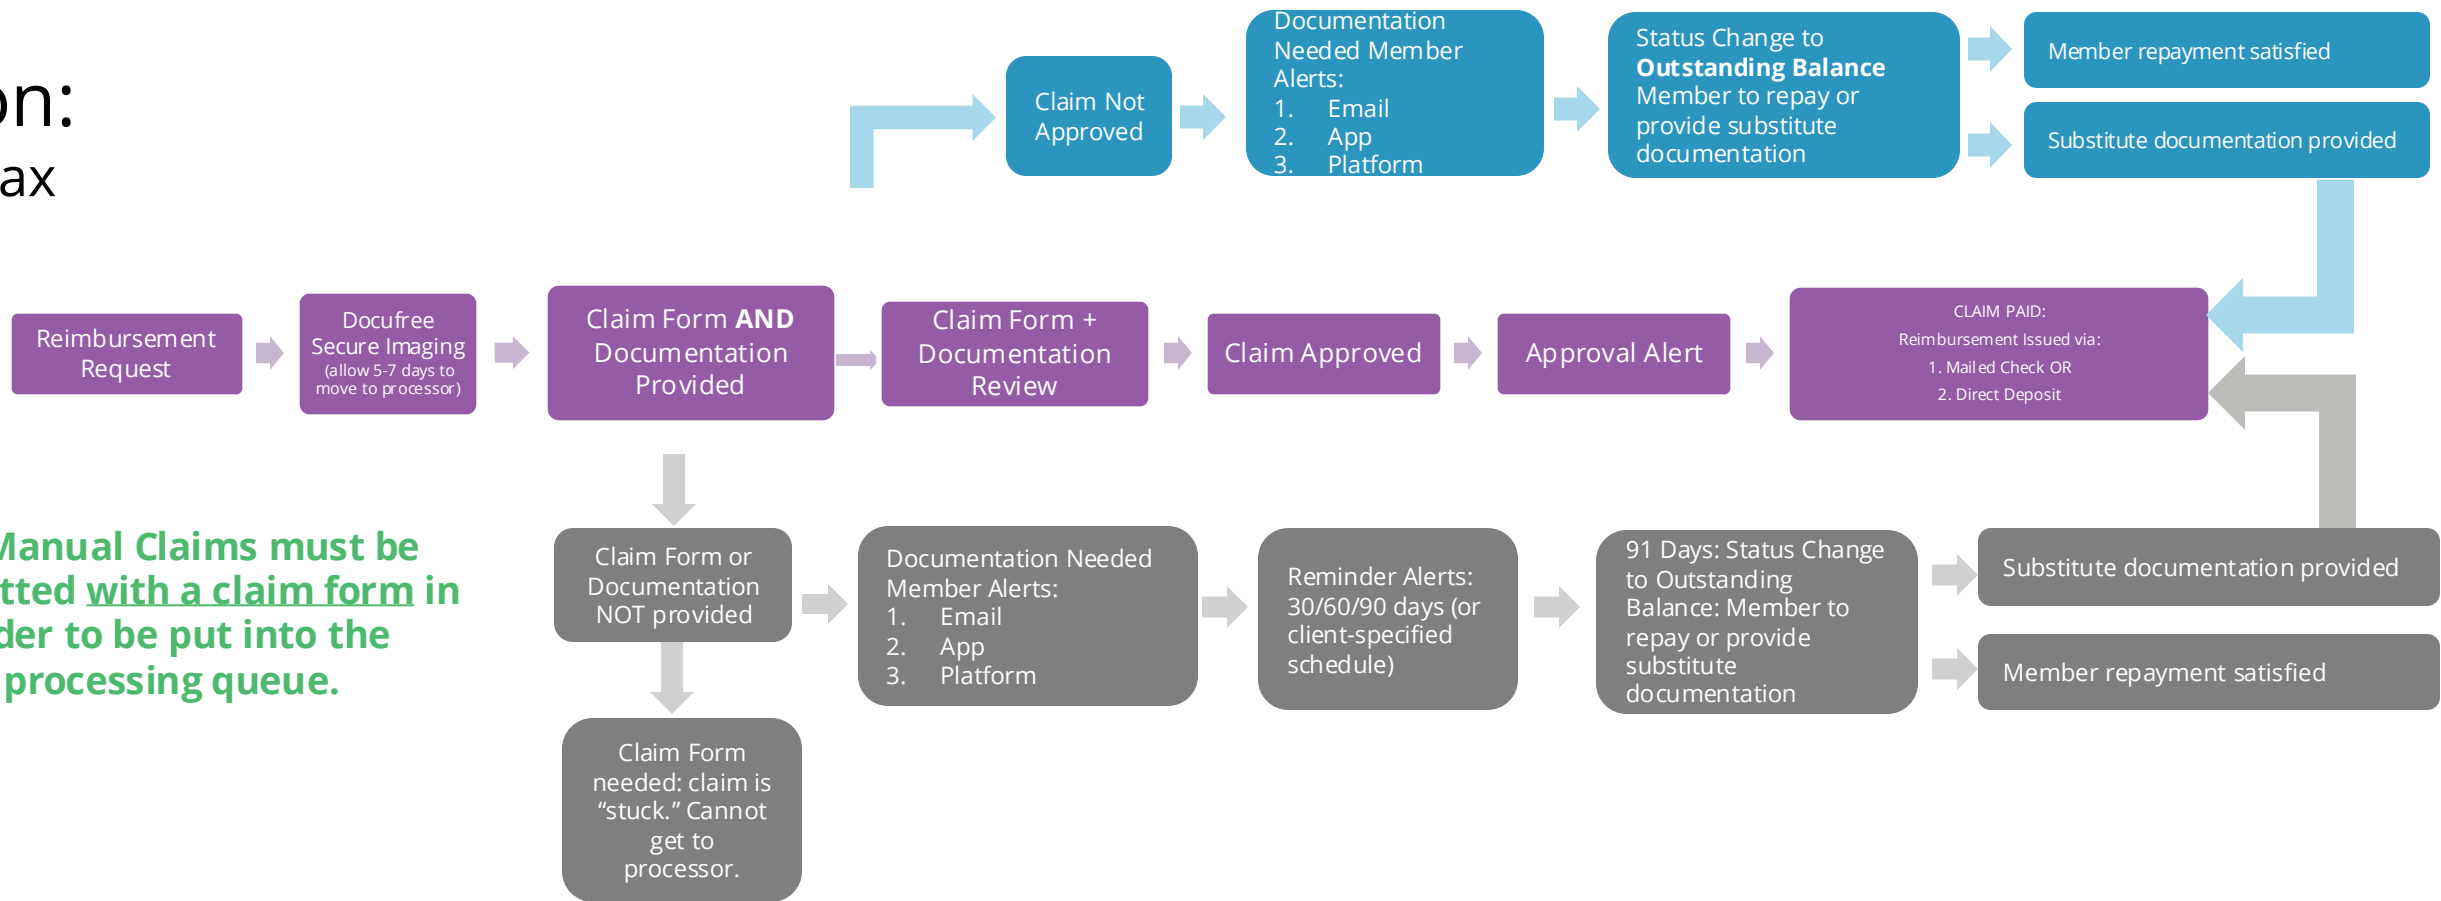 on:
ax
Claim Not
Approved
Documentation
Needed Member
Alerts:
1. Email
2. App
3. Platform
Status Change to
Outstanding Balance
Member to repay or
provide substitute
documentation
Member repayment satisfied
Substitute documentation provided
Reimbursement
Request
Docufree
Secure Imaging
(allow 5-7 days to
move to processor)
Claim Form AND
Documentation
Provided
Claim Form +
Documentation
Review
Claim Approved
Approval Alert
CLAIM PAID:
Reimbursement Issued via:
1. Mailed Check OR
2. Direct Deposit
Manual Claims must be
tted with a claim form in
der to be put into the
processing queue.
Claim Form or
Documentation
NOT provided
Documentation Needed
Member Alerts:
1. Email
2. App
3. Platform
Reminder Alerts:
30/60/90 days (or
client-specified
schedule)
91 Days: Status Change
to Outstanding
Balance: Member to
repay or provide
substitute
documentation
Substitute documentation provided
Member repayment satisfied
Claim Form
needed: claim is
“stuck.” Cannot
get to
processor.